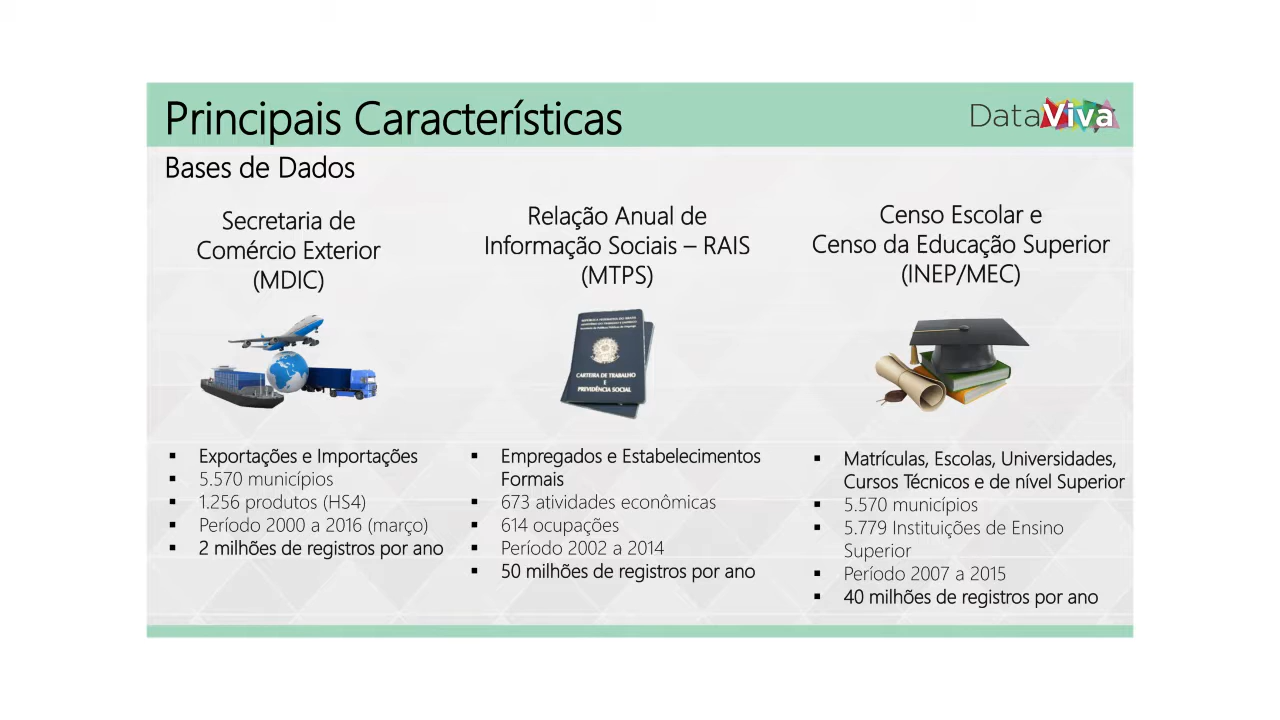 Principais Características
DataViva
Bases de Dados
Secretaria de
Comércio Exterior
(MDIC)
Relação Anual de
Informação Sociais – RAIS
(MTPS)
Censo Escolar e
Censo da Educação Superior
(INEP/MEC)
CARTEIRA DE TRABALHO
E
PREVIDÊNCIA SOCIAL
▪ Exportações e Importações
▪ 5.570 municípios
▪ 1.256 produtos (HS4)
▪ Período 2000 a 2016 (março)
▪ 2 milhões de registros por ano
▪ Empregados e Estabelecimentos
Formais
▪ 673 atividades econômicas
▪ 614 ocupações
▪ Período 2002 a 2014
▪ 50 milhões de registros por ano
▪ Matrículas, Escolas, Universidades,
Cursos Técnicos e de nível Superior
▪ 5.570 municípios
▪ 5.779 Instituições de Ensino
Superior
▪ Período 2007 a 2015
▪ 40 milhões de registros por ano